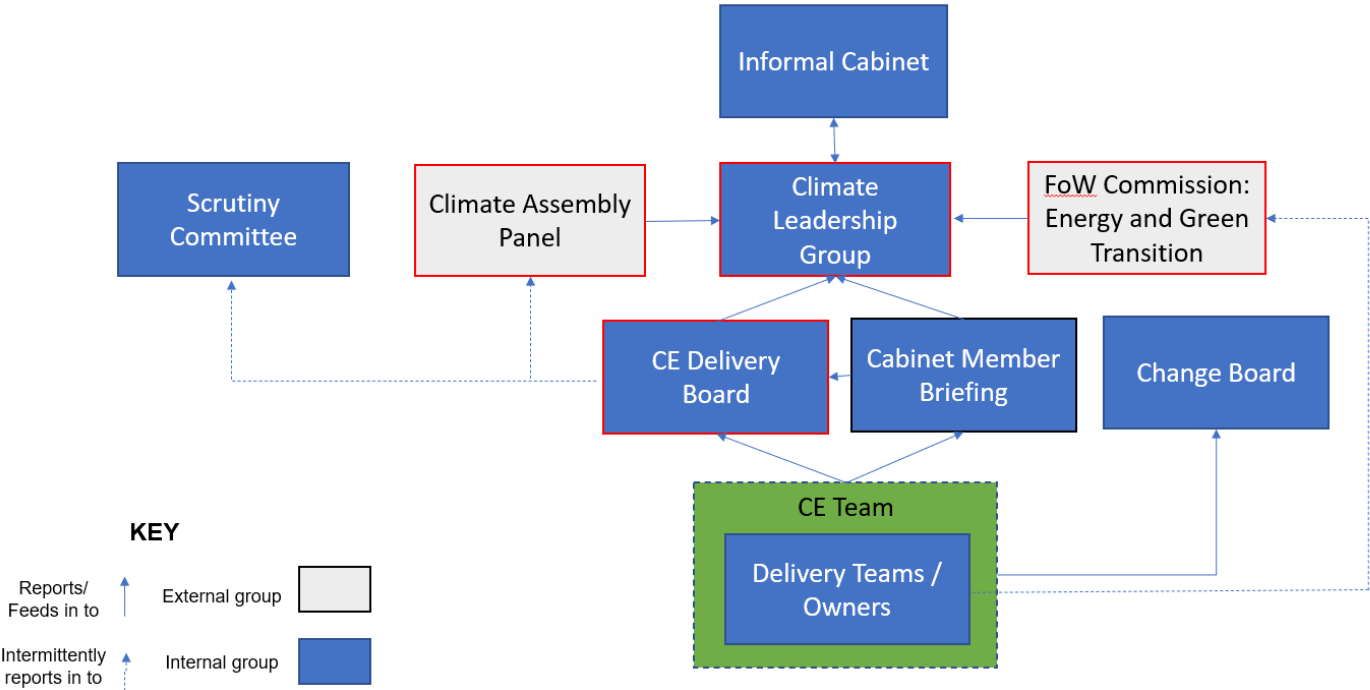 Informal Cabinet
Scrutiny
Committee
Climate Assembly
Panel
Climate
Leadership
Group
FoW Commission:
Energy and Green
Transition
CE Delivery
Board
Cabinet Member
Briefing
Change Board
CE Team
Delivery Teams /
Owners
KEY
Reports/
Feeds in to
External group
Intermittently
reports in to
Internal group